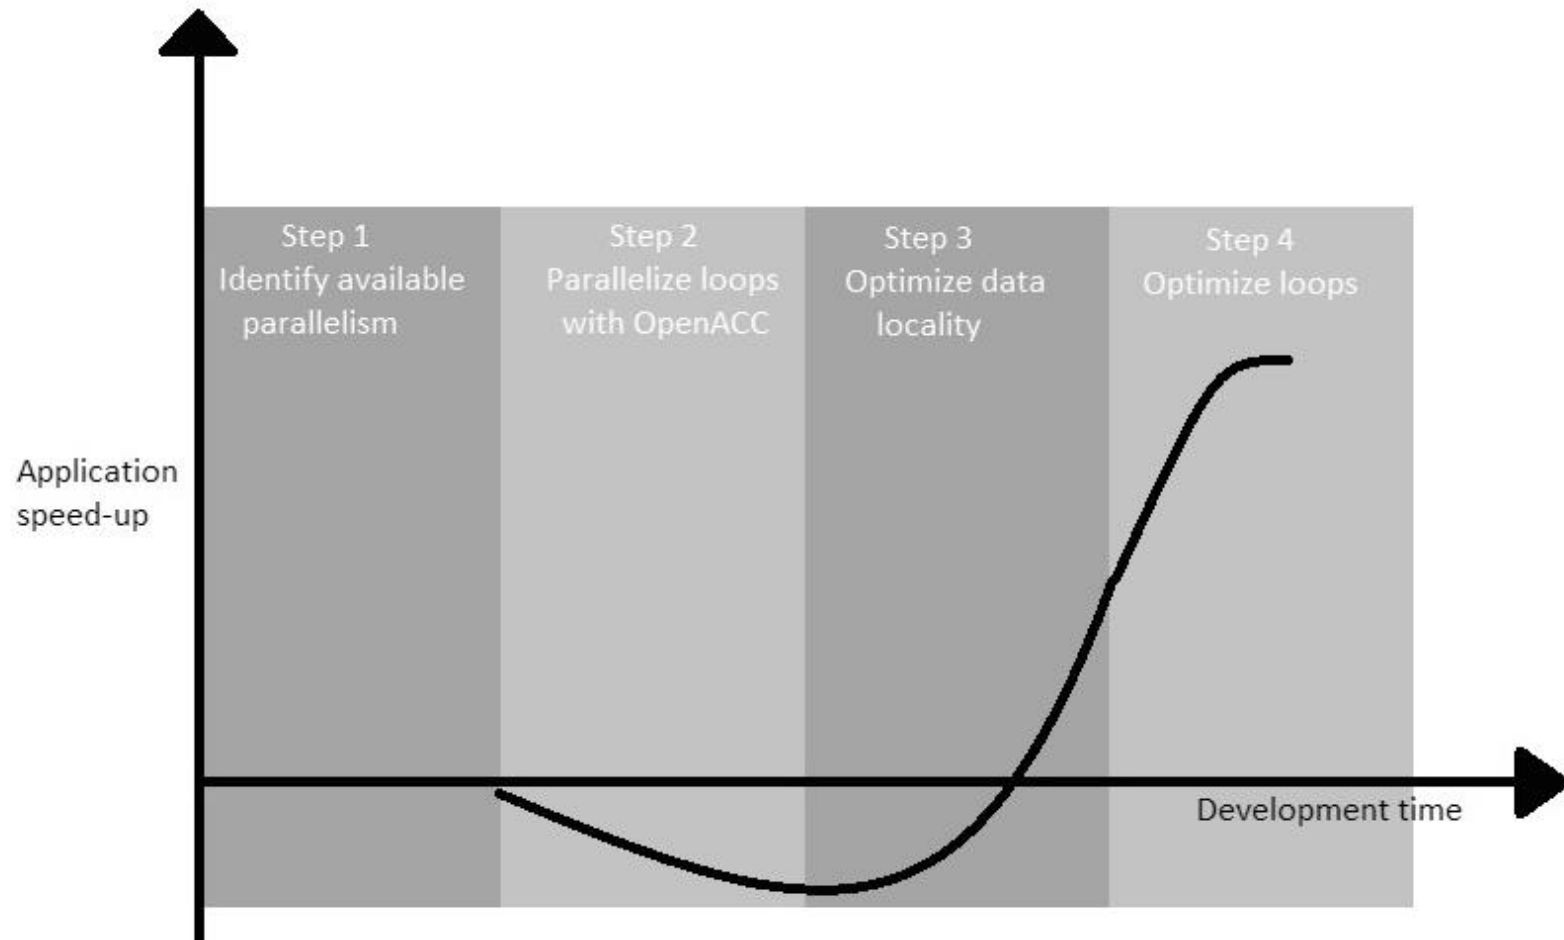 Step 1
Identify available
parallelism
Step 2
Parallelize loops
with OpenACC
Step 3
Optimize data
locality
Step 4
Optimize loops
Application
speed-up
Development time